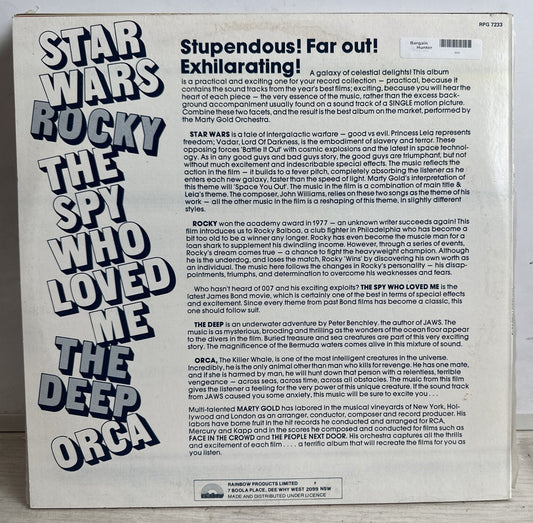 RPG 7233
Bargain
Hunter
STAR
WARS
ROCKY
THE
SPY
WHO
LOVED
ME
THE
DEEP
ORCA
Stupendous! Far out!
Exhilarating!
A galaxy of celestial delights! This album
is a practical and exciting one for your record collection — practical, because it
contains the sound tracks from the year's best films; exciting, because you will hear the
heart of each piece — the very essence of the music, rather than the excess back-
ground accompaniment usually found on a sound track of a SINGLE motion picture.
Combine these two facets, and the result is the best album on the market, performed by
the Marty Gold Orchestra.
STAR WARS is a tale of intergalactic warfare — good vs evil. Princess Leia represents
freedom; Vadar, Lord Of Darkness, is the embodiment of slavery and terror. These
opposing forces 'Battle It Out' with cosmic explosions and the latest in space technol-
ogy. As in any good guys and bad guys story, the good guys are triumphant, but not
without much excitement and indescribable special effects. The music reflects the
action in the film — it builds to a fever pitch, completely absorbing the listener as he
enters each new galaxy, faster than the speed of light. Marty Gold's interpretation of
this theme will 'Space You Out'. The music in the film is a combination of main title &
Leia's theme. The composer, John Williams, relies on these two songs as the theme of his
work — all the other music in the film is a reshaping of this theme, in slightly different
styles.
ROCKY won the academy award in 1977 — an unknown writer succeeds again! This
film introduces us to Rocky Balboa, a club fighter in Philadelphia who has become a
bit too old to be a winner any longer. Rocky has even become the muscle man for a
loan shark to supplement his dwindling income. However, through a series of events,
Rocky's dream comes true — a chance to fight the heavyweight champion. Although
he is the underdog, and loses the match, Rocky 'Wins' by discovering his own worth as
an individual. The music here follows the changes in Rocky's personality — his disap-
pointments, triumphs, and determination to overcome his weaknesses and fears.
Who hasn't heard of 007 and his exciting exploits? THE SPY WHO LOVED ME is the
latest James Bond movie, which is certainly one of the best in terms of special effects
and excitement. Since every theme from past Bond films has become a classic, this
one should follow suit.
THE DEEP is an underwater adventure by Peter Benchley, the author of JAWS. The
music is as mysterious, brooding and thrilling as the wonders of the ocean floor appear
to the divers in the film. Buried treasure and sea creatures are part of this very exciting
story. The magnificence of the Bermuda waters comes alive in this mixture of sound.
ORCA, The Killer Whale, is one of the most intelligent creatures in the universe.
Incredibly, he is the only animal other than man who kills for revenge. He has one mate,
and if she is harmed by man, he will hunt down that person with a relentless, terrible
vengeance — across seas, across time, across all obstacles. The music from this film
gives the listener a feeling for the very power of this unique creature. If the sound track
from JAWS caused you some anxiety, this music will be sure to excite you . . .
Multi-talented MARTY GOLD has labored in the musical vineyards of New York, Hol-
lywood and London as an arranger, conductor, composer and record producer. His
labors have borne fruit in the hit records he conducted and arranged for RCA,
Mercury and Kapp and in the scores he composed and conducted for films such as
FACE IN THE CROWD and THE PEOPLE NEXT DOOR. His orchestra captures all the thrills
and excitement of each film . . . . a terrific album that will recreate the films for you
as you listen.
RAINBOW PRODUCTS LIMITED
7 BOOLA PLACE, DEE WHY WEST 2099 NSW
MADE AND DISTRIBUTED UNDER LICENCE